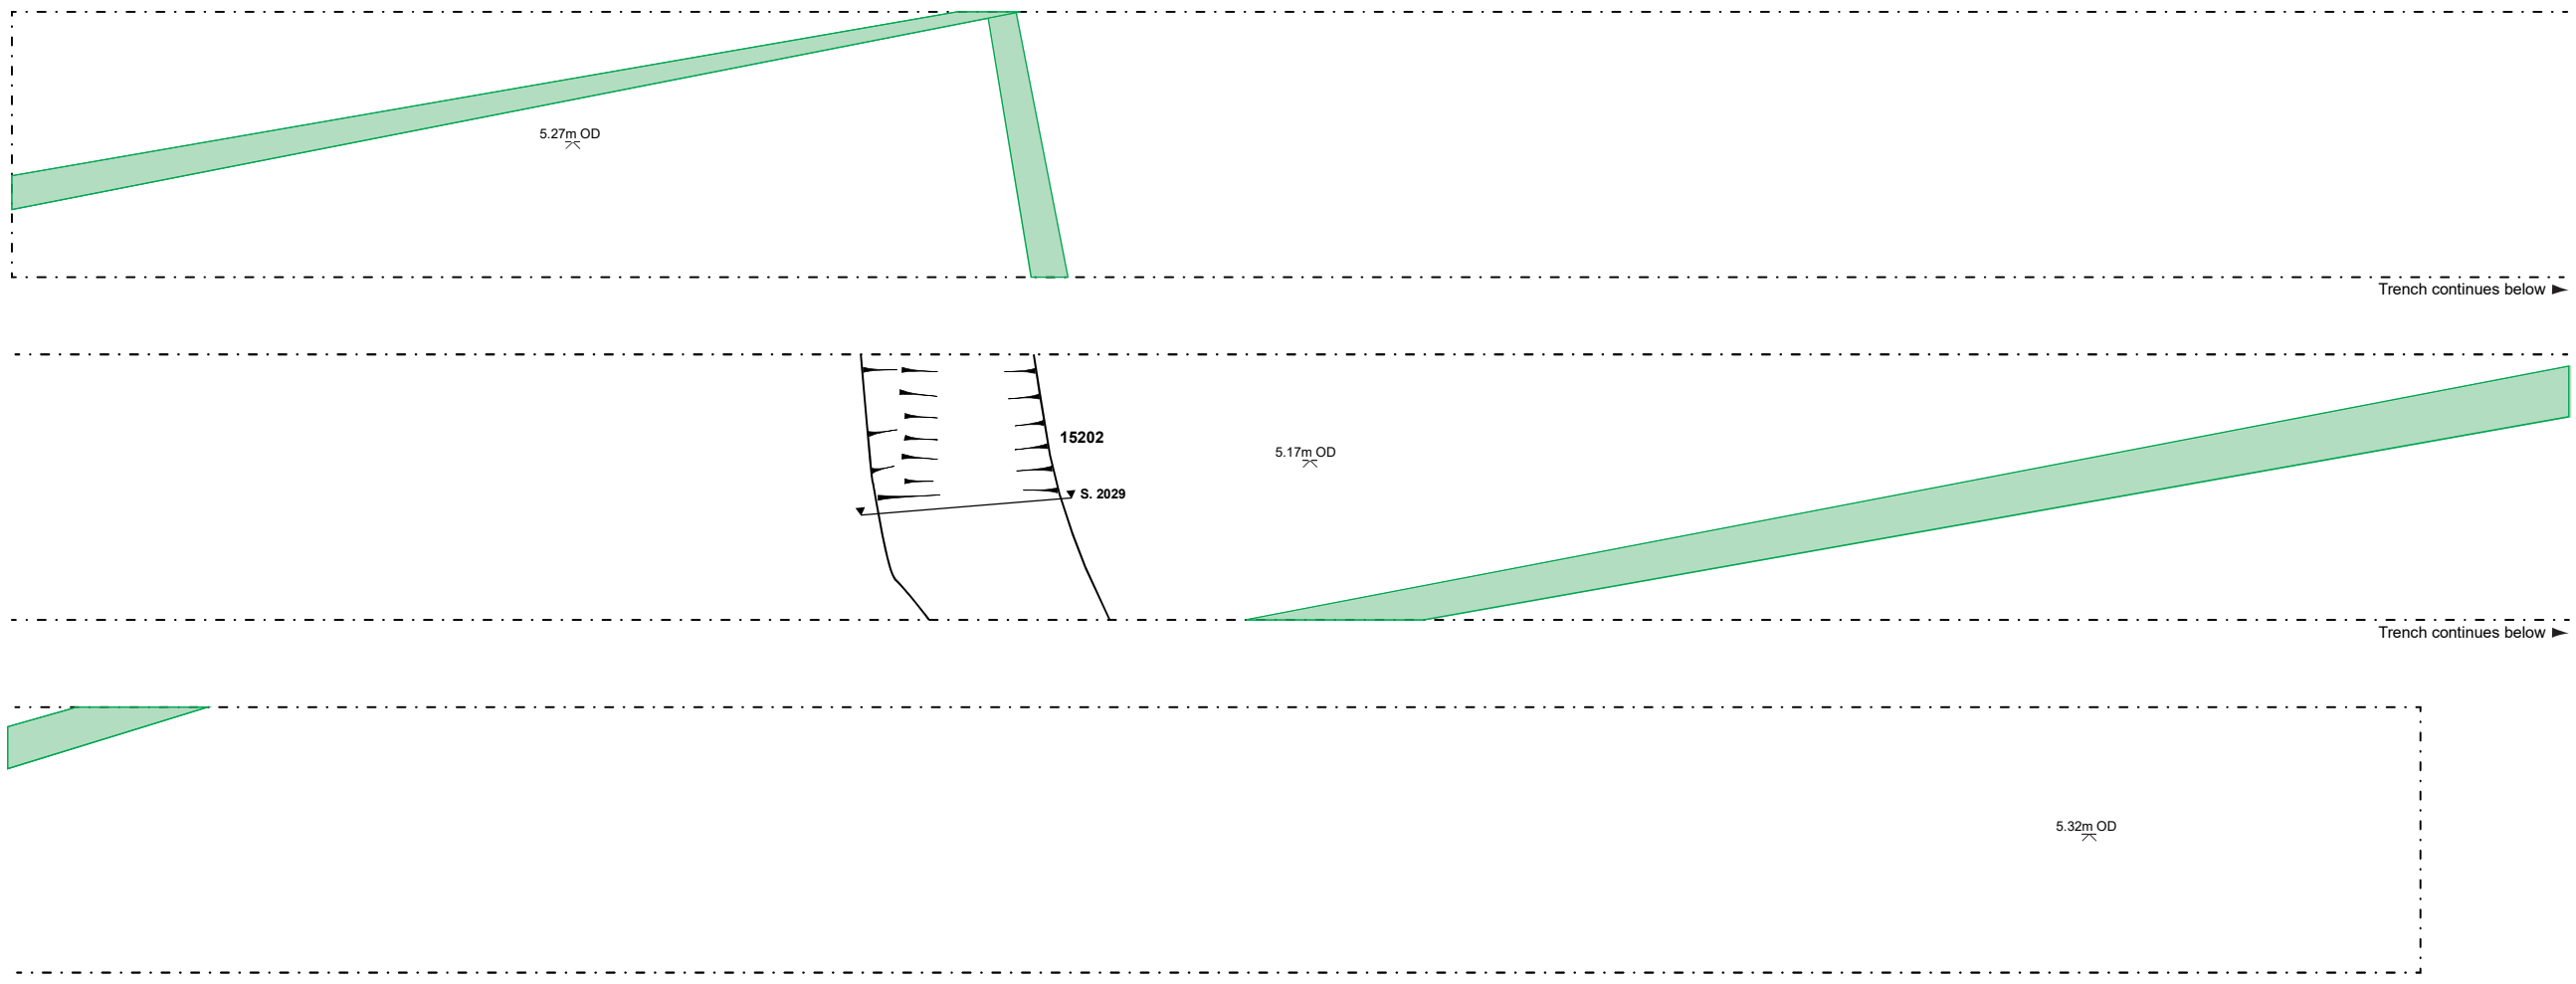 5.27m OD
Trench continues below
15202
5.17m OD
S. 2029
Trench continues below
5.32m OD